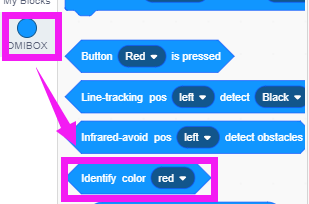 My Blocks
OMIBOX
Button Red is pressed
Line-tracking pos left detect Black
Infrared-avoid pos left detect obstacles
Identify color red